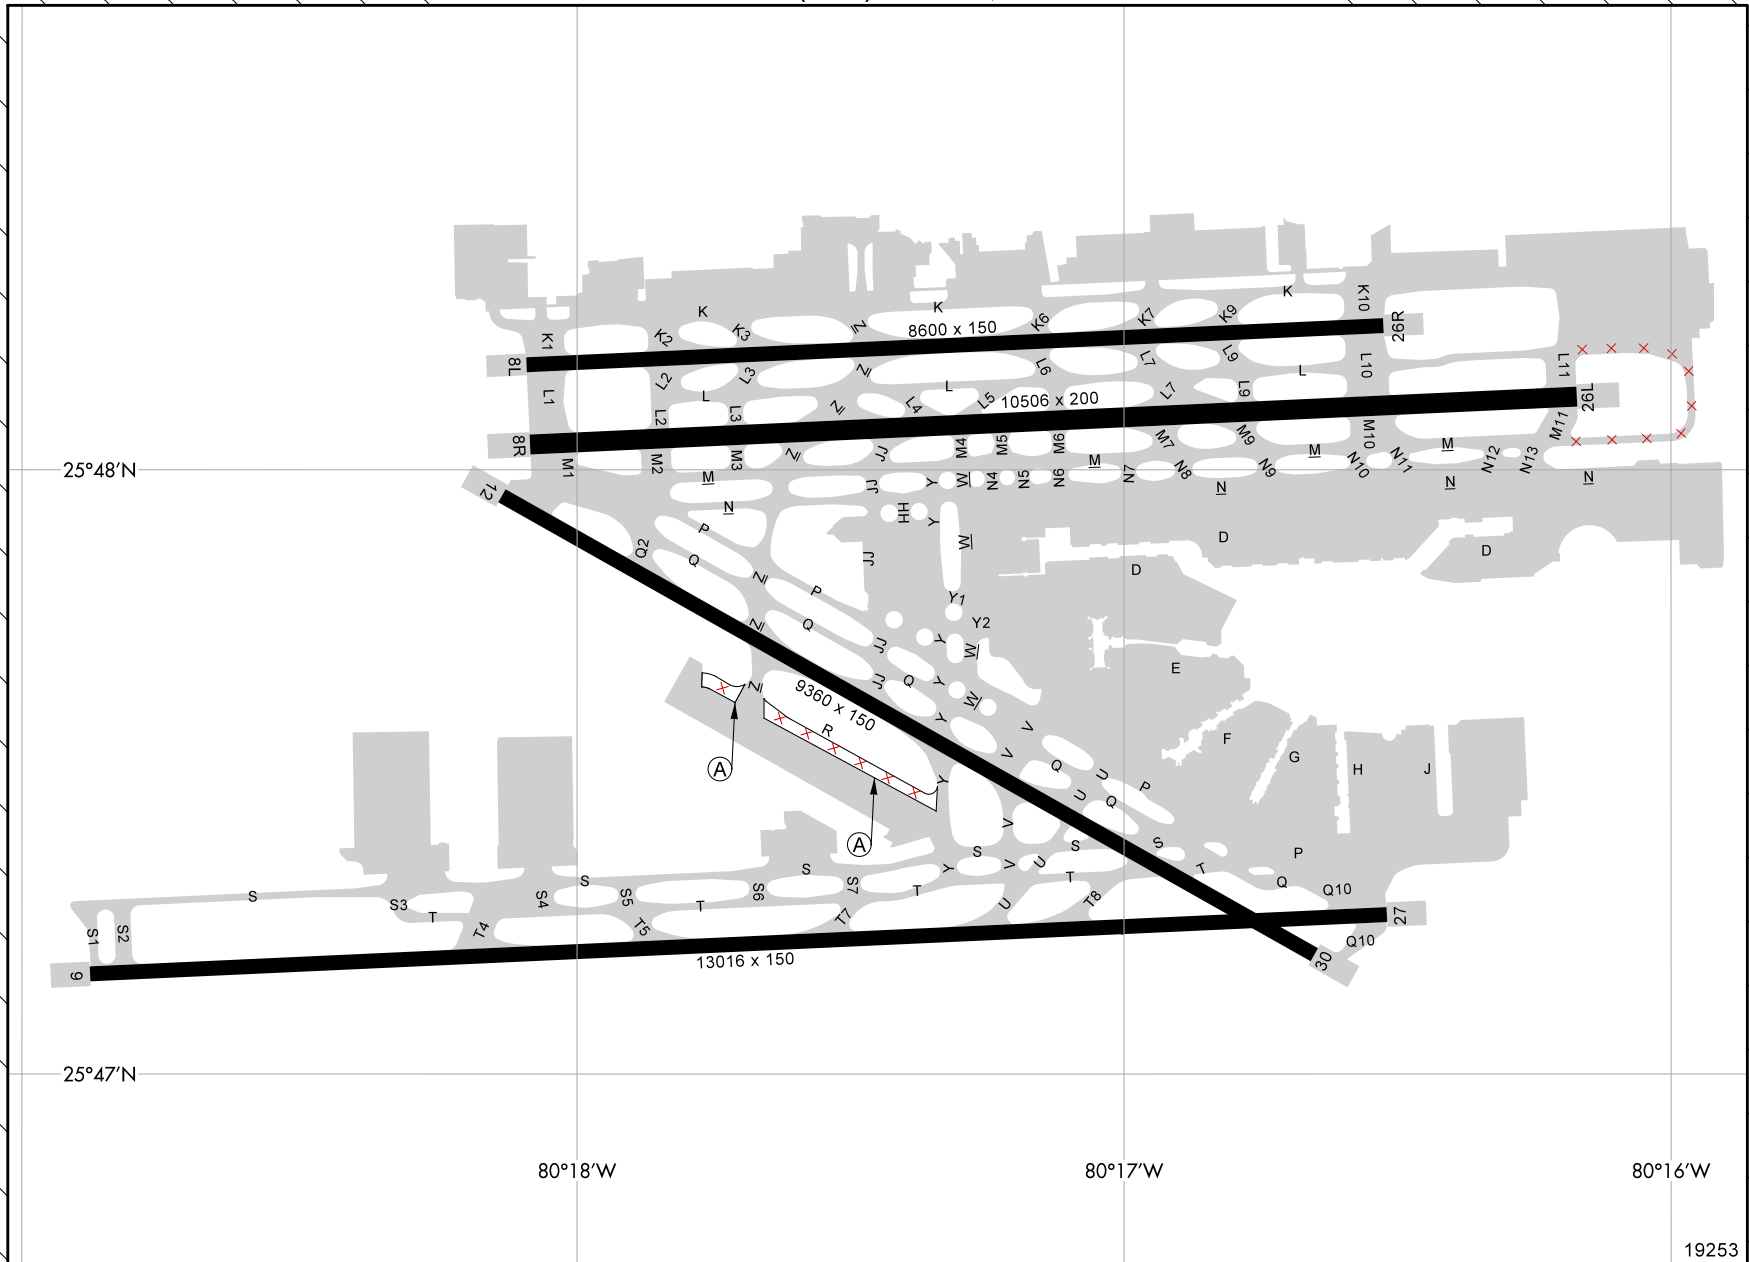 K
K
K
K1
K2
K3
Z
K6
K7
K9
K10
8600 x 150
8L
26R
L1
L2
L3
Z
L6
L7
L9
L10
L11
L
L
L
L2
L3
Z
L4
L5
L7
L9
10506 x 200
8R
26L
M1
M2
M3
Z
JJ
M4
M5
M6
M7
M9
M10
M11
M
M
M
M
25°48'N
JJ
Y
W
N4
N5
N6
N7
N8
N9
N10
N11
N12
N13
N
N
N
N
12
HH
Y
W
JJ
P
Q2
Q
Z
P
Q
Z
D
D
D
Y1
Y2
JJ
Y
W
E
Z
JJ
Q
Y
W
9360 x 150
R
Y
V
V
F
G
H
J
Q
U
P
U
Q
A
Y
V
A
S
S
S
P
S
S
S
Y
V
U
T
T
Q
Q10
S3
T
S4
S5
S6
S7
T
T
T4
T5
T7
U
T8
S1
S2
9
27
Q10
30
13016 x 150
25°47'N
80°18'W
80°17'W
80°16'W
19253